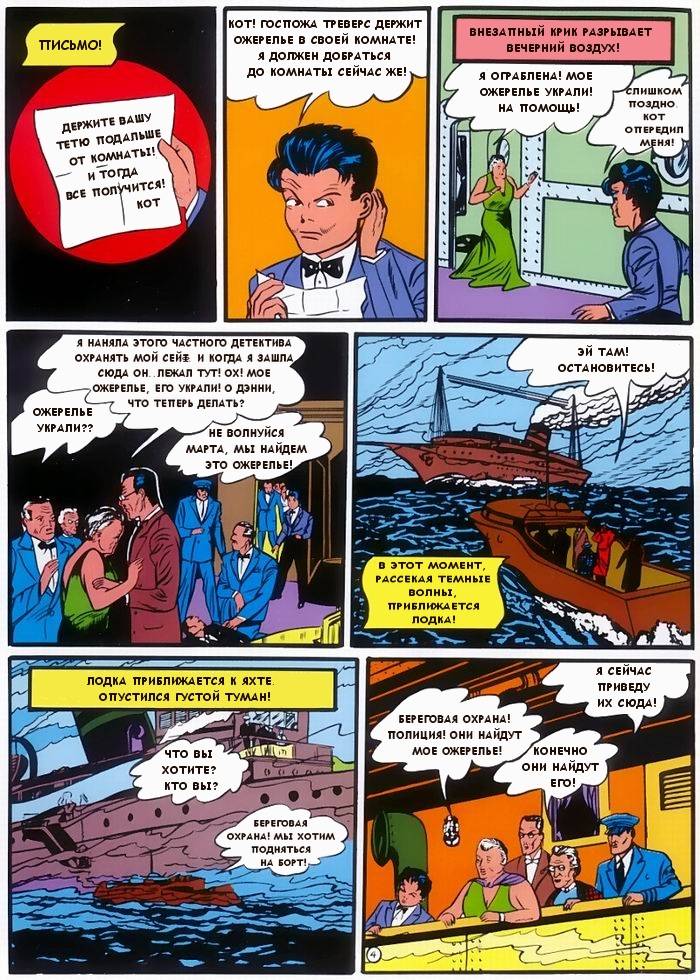 ПИСЬМО!
ДЕРЖИТЕ ВАШУ
ТЕТЮ ПОДАЛЬШЕ
ОТ КОМНАТЫ!
И ТОГДА
ВСЕ ПОЛУЧИТСЯ!
КОТ
КОТ! ГОСПОЖА ТРЕВЕРС ДЕРЖИТ
ОЖЕРЕЛЬЕ В СВОЕЙ КОМНАТЕ!
Я ДОЛЖЕН ДОБРАТЬСЯ
ДО КОМНАТЫ СЕЙЧАС ЖЕ!
ВНЕЗАПНЫЙ КРИК РАЗРЫВАЕТ
ВЕЧЕРНИЙ ВОЗДУХ!
Я ОГРАБЛЕНА! МОЕ
ОЖЕРЕЛЬЕ УКРАЛИ!
НА ПОМОЩЬ!
СЛИШКОМ
ПОЗДНО.
КОТ
ОПЕРЕДИЛ
МЕНЯ!
Я НАНЯЛА ЭТОГО ЧАСТНОГО ДЕТЕКТИВА
ОХРАНЯТЬ МОЙ СЕЙФ. И КОГДА Я ЗАШЛА
СЮДА ОН.. ЛЕЖАЛ ТУТ! ОХ! МОЕ
ОЖЕРЕЛЬЕ, ЕГО УКРАЛИ! О ДЭННИ,
ЧТО ТЕПЕРЬ ДЕЛАТЬ?
ОЖЕРЕЛЬЕ
УКРАЛИ??
НЕ ВОЛНУЙСЯ
МАРТА, МЫ НАЙДЕМ
ЭТО ОЖЕРЕЛЬЕ!
ЭЙ ТАМ!
ОСТАНОВИТЕСЬ!
В ЭТОТ МОМЕНТ,
РАССЕКАЯ ТЕМНЫЕ
ВОЛНЫ,
ПРИБЛИЖАЕТСЯ
ЛОДКА!
ЛОДКА ПРИБЛИЖАЕТСЯ К ЯХТЕ.
ОПУСТИЛСЯ ГУСТОЙ ТУМАН!
ЧТО ВЫ
ХОТИТЕ?
КТО ВЫ?
БЕРЕГОВАЯ
ОХРАНА! МЫ ХОТИМ
ПОДНЯТЬСЯ
НА БОРТ!
Я СЕЙЧАС
ПРИВЕДУ
ИХ СЮДА!
БЕРЕГОВАЯ ОХРАНА!
ПОЛИЦИЯ! ОНИ НАЙДУТ
МОЕ ОЖЕРЕЛЬЕ!
КОНЕЧНО
ОНИ НАЙДУТ
ЕГО!
4